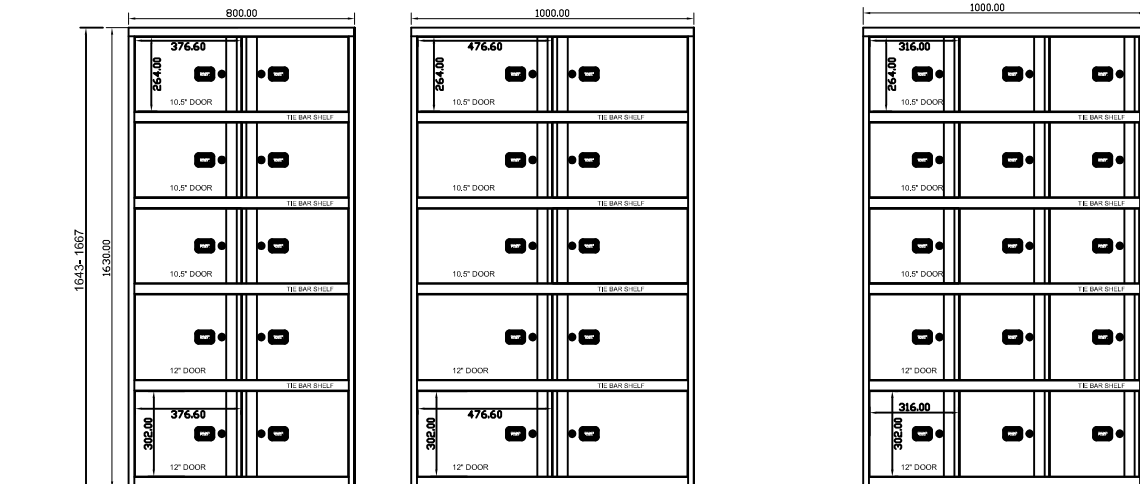 800.00
1000.00
1000.00
376.60
264.00
10.5" DOOR
TIE BAR SHELF
10.5" DOOR
TIE BAR SHELF
10.5" DOOR
TIE BAR SHELF
12" DOOR
TIE BAR SHELF
376.60
302.00
12" DOOR
1643- 1667
1630.00
476.60
264.00
10.5" DOOR
TIE BAR SHELF
10.5" DOOR
TIE BAR SHELF
10.5" DOOR
TIE BAR SHELF
12" DOOR
TIE BAR SHELF
476.60
302.00
12" DOOR
316.00
264.00
10.5" DOOR
TIE BAR SHELF
10.5" DOOR
TIE BAR SHELF
10.5" DOOR
TIE BAR SHELF
12" DOOR
TIE BAR SHELF
316.00
302.00
12" DOOR